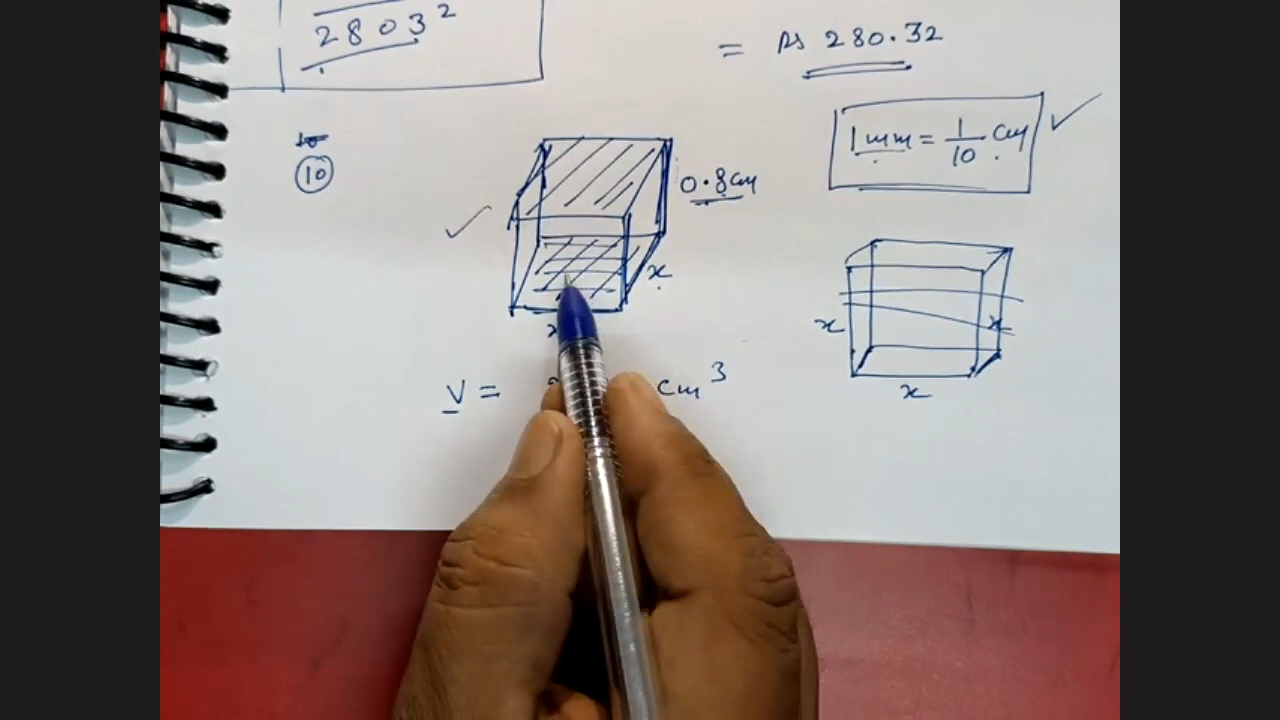 2803²
= Rs 280.32
1mm = 1/10 cm
10
0.8cm
x
x
x
x
x
V = cm³